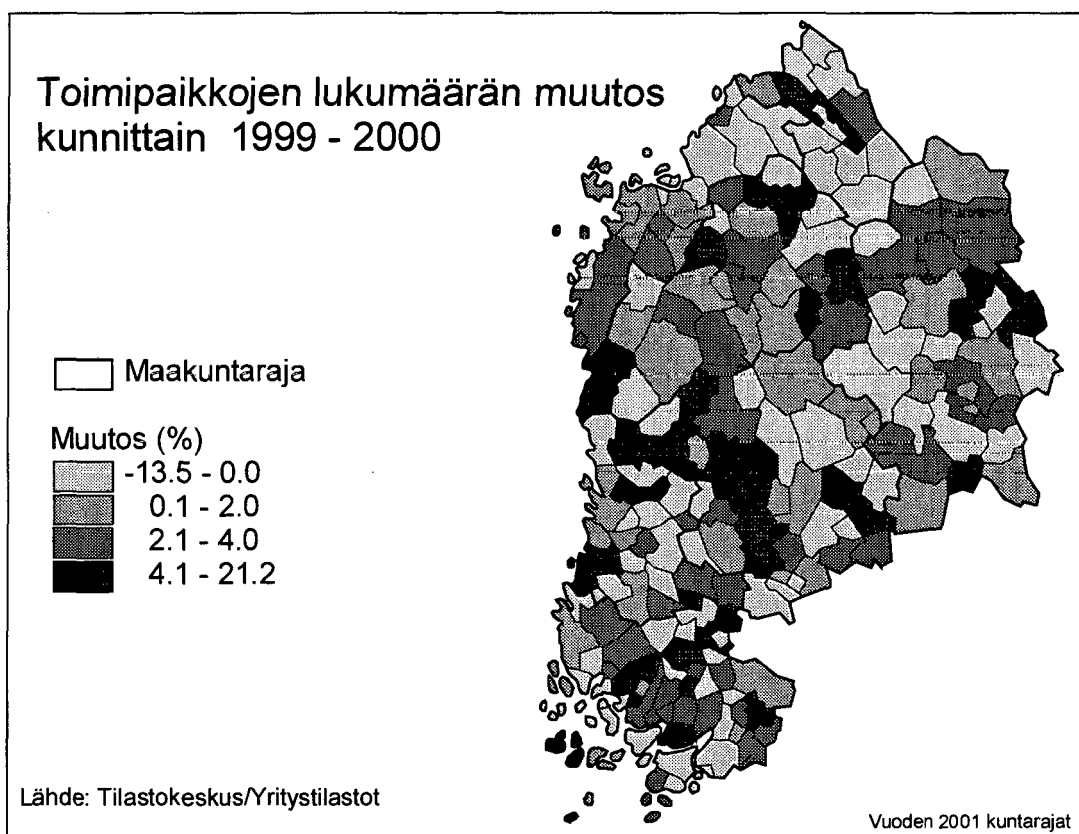 Toimipaikkojen lukumäärän muutos
kunnittain 1999 - 2000
Maakuntaraja
Muutos (%)
-13.5 - 0.0
0.1 - 2.0
2.1 - 4.0
4.1 - 21.2
Lähde: Tilastokeskus/Yritystilastot
Vuoden 2001 kuntarajat